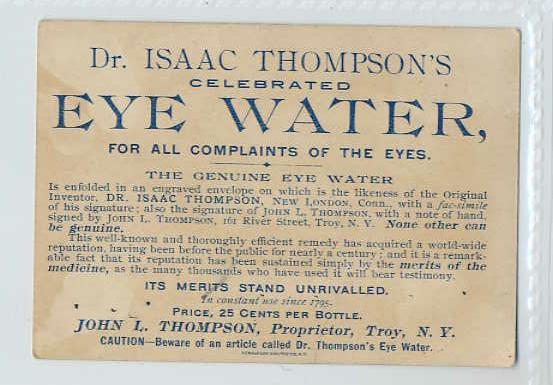 Dr. ISAAC THOMPSON'S
CELEBRATED
EYE WATER,
FOR ALL COMPLAINTS OF THE EYES.
THE GENUINE EYE WATER
Is enfolded in an engraved envelope on which is the likeness of the Original
Inventor, DR. ISAAC THOMPSON, NEW LONDON, Conn., with a fac-simile
of his signature; also the signature of JOHN L. THOMPSON, with a note of hand,
signed by JOHN L. THOMPSON, 161 River Street, Troy, N. Y. None other can
be genuine.
This well-known and thoroughly efficient remedy has acquired a world-wide
reputation, having been before the public for nearly a century; and it is a remark-
able fact that its reputation has been sustained simply by the merits of the
medicine, as the many thousands who have used it will bear testimony.
ITS MERITS STAND UNRIVALLED.
In constant use since 1795.
PRICE, 25 CENTS PER BOTTLE.
JOHN L. THOMPSON, Proprietor, Troy, N. Y.
CAUTION—Beware of an article called Dr. Thompson's Eye Water.